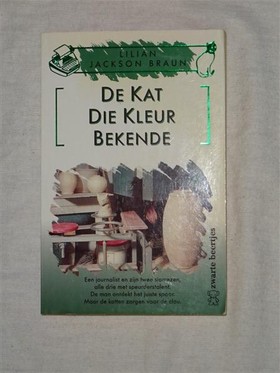 LILIAN
JACKSON BRAUN
DE KAT
DIE KLEUR
BEKENDE
Een journalist en zijn twee siamezen,
alle drie met speurderstalent.
De man ontdekt het juiste spoor.
Maar de katten zorgen voor de clou.
zwarte beertjes